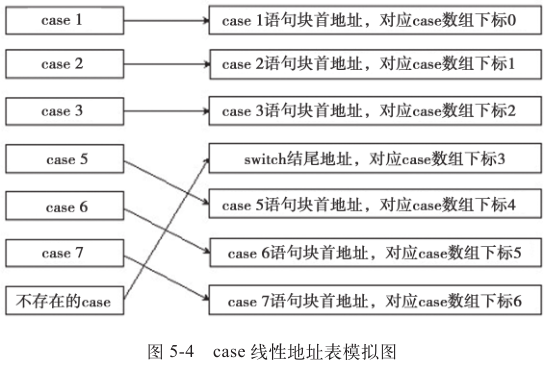 case 1 case 1语句块首地址，对应case数组下标0
case 2 case 2语句块首地址，对应case数组下标1
case 3 case 3语句块首地址，对应case数组下标2
case 5 switch结尾地址，对应case数组下标3
case 6 case 5语句块首地址，对应case数组下标4
case 7 case 6语句块首地址，对应case数组下标5
不存在的case case 7语句块首地址，对应case数组下标6
图 5-4 case 线性地址表模拟图